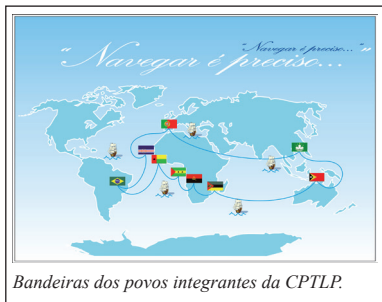 "Navegar é preciso..."
"Navegar é preciso...
Bandeiras dos povos integrantes da CPTLP.